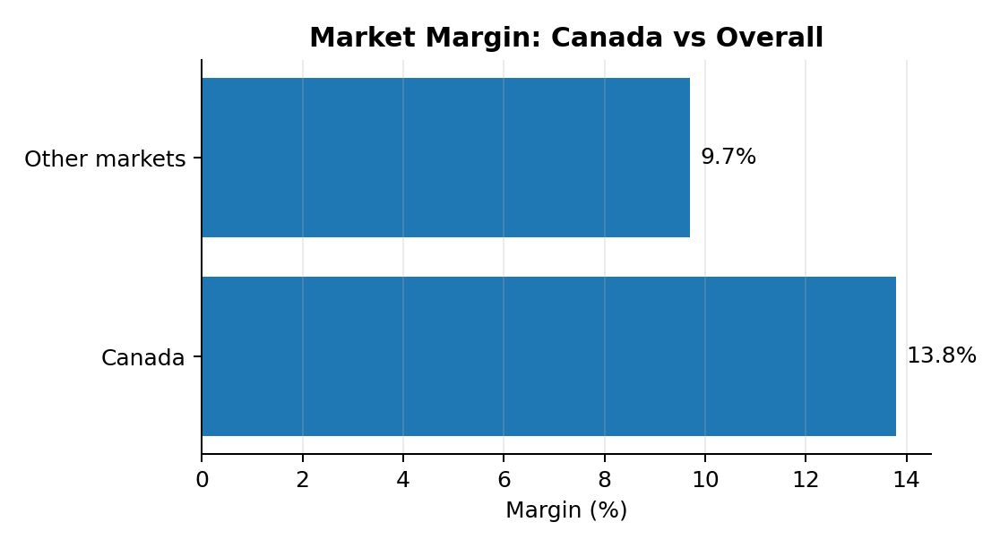 Market Margin: Canada vs Overall
Other markets
9.7%
Canada
13.8%
0 2 4 6 8 10 12 14
Margin (%)